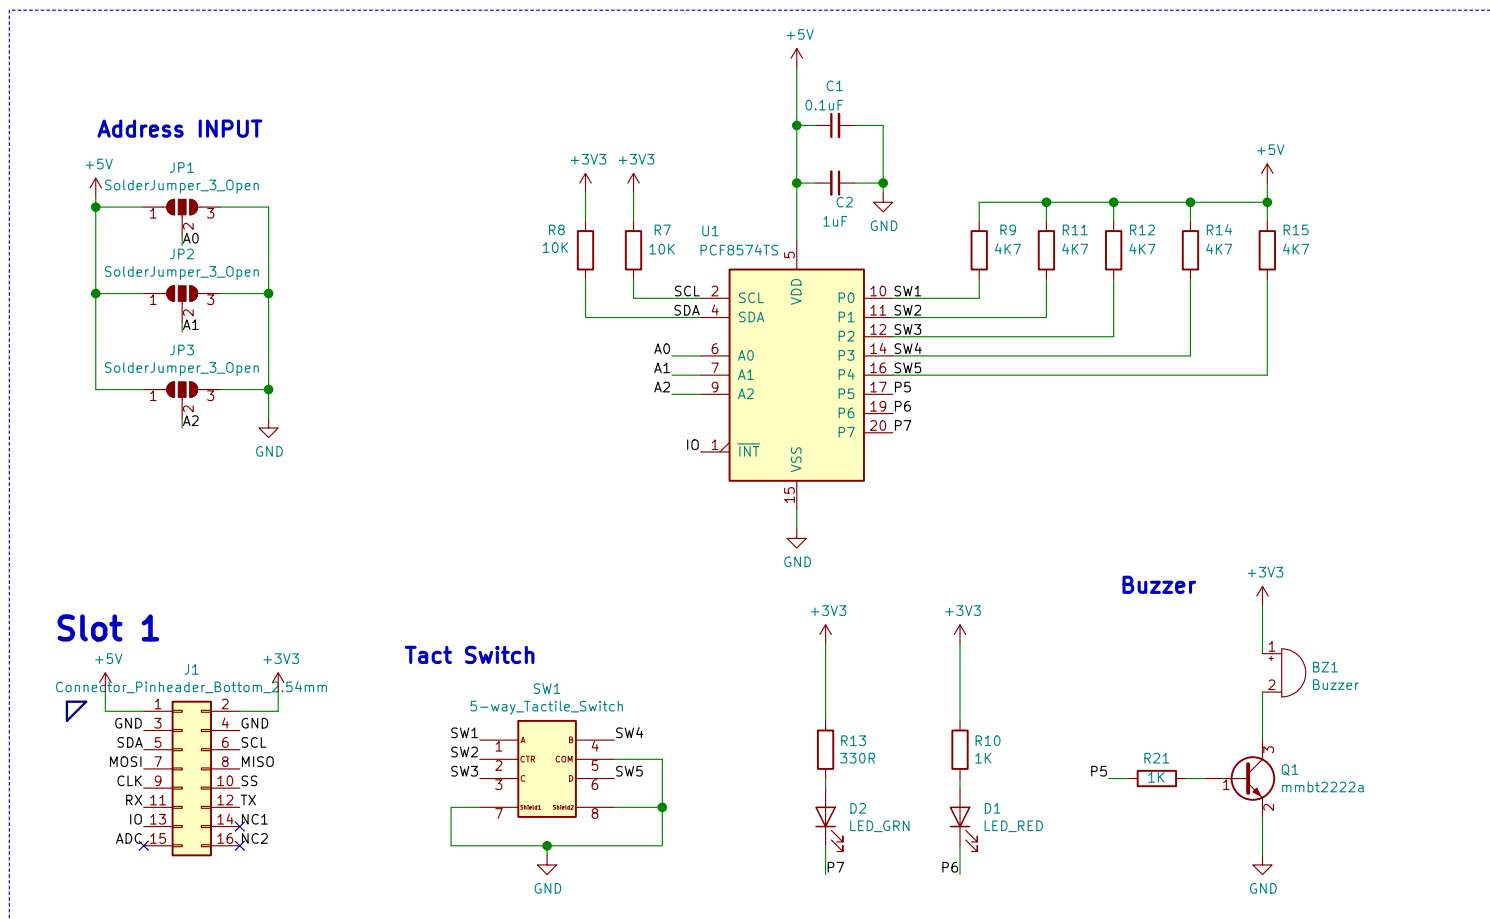 Address INPUT
+5V
JP1
SolderJumper_3_Open
1
2
3
A0
JP2
SolderJumper_3_Open
1
2
3
A1
JP3
SolderJumper_3_Open
1
2
3
A2
GND
+5V
C1
0.1uF
C2
1uF
GND
+3V3
+3V3
R8
10K
R7
10K
U1
PCF8574TS
5
VDD
SCL 2 SCL
SDA 4 SDA
A0 6 A0
A1 7 A1
A2 9 A2
IO 1 INT
P0 10 SW1
P1 11 SW2
P2 12 SW3
P3 14 SW4
P4 16 SW5
P5 17 P5
P6 19 P6
P7 20 P7
VSS
15
GND
+5V
R9
4K7
R11
4K7
R12
4K7
R14
4K7
R15
4K7
Slot 1
+5V
+3V3
J1
Connector_Pinheader_Bottom_2.54mm
1 2
GND 3 4 GND
SDA 5 6 SCL
MOSI 7 8 MISO
CLK 9 10 SS
RX 11 12 TX
IO 13 14 NC1
ADC 15 16 NC2
Tact Switch
SW1
5-way_Tactile_Switch
SW1 1 A B 4 SW4
SW2 2 CTR COM 5
SW3 3 C D 6 SW5
7 Shield1 Shield2 8
GND
+3V3
R13
330R
D2
LED_GRN
P7
+3V3
R10
1K
D1
LED_RED
P6
Buzzer
+3V3
1
+
2
BZ1
Buzzer
P5
R21
1K
1
3
2
Q1
mmbt2222a
GND